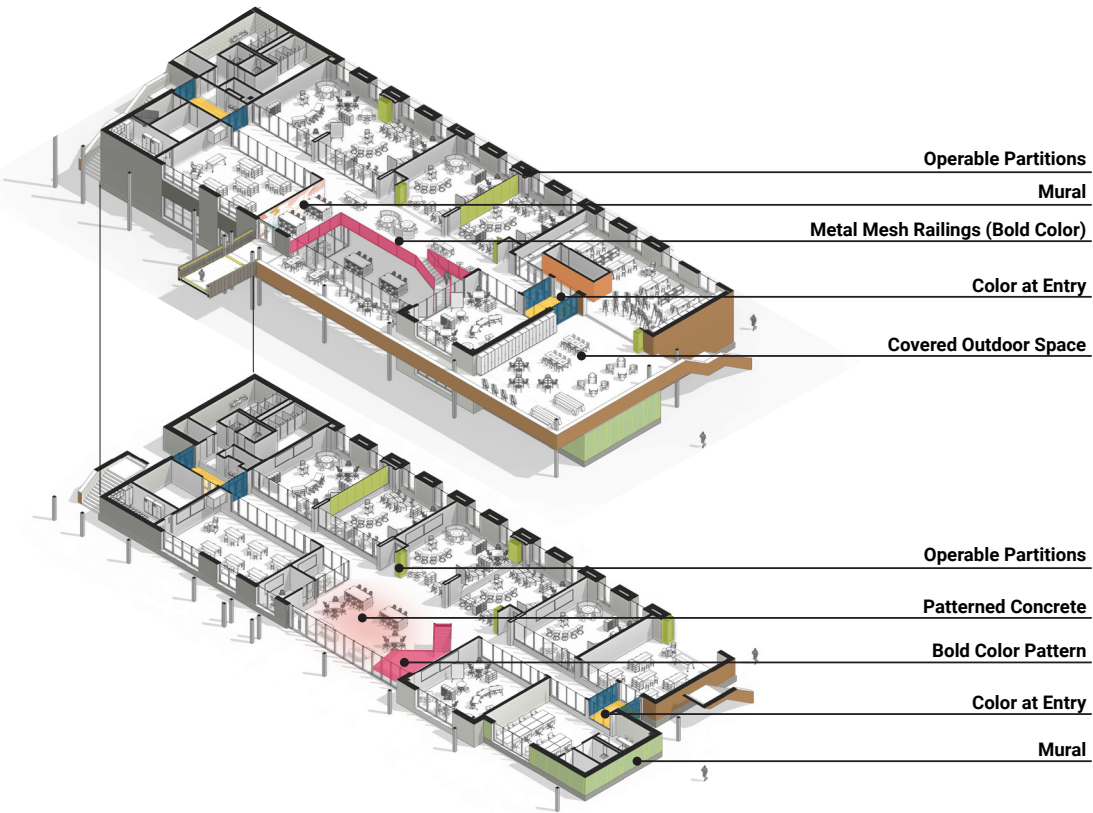 Operable Partitions
Mural
Metal Mesh Railings (Bold Color)
Color at Entry
Covered Outdoor Space
Operable Partitions
Patterned Concrete
Bold Color Pattern
Color at Entry
Mural